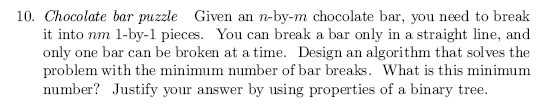 10. Chocolate bar puzzle Given an n-by-m chocolate bar, you need to break
it into nm 1-by-1 pieces. You can break a bar only in a straight line, and
only one bar can be broken at a time. Design an algorithm that solves the
problem with the minimum number of bar breaks. What is this minimum
number? Justify your answer by using properties of a binary tree.